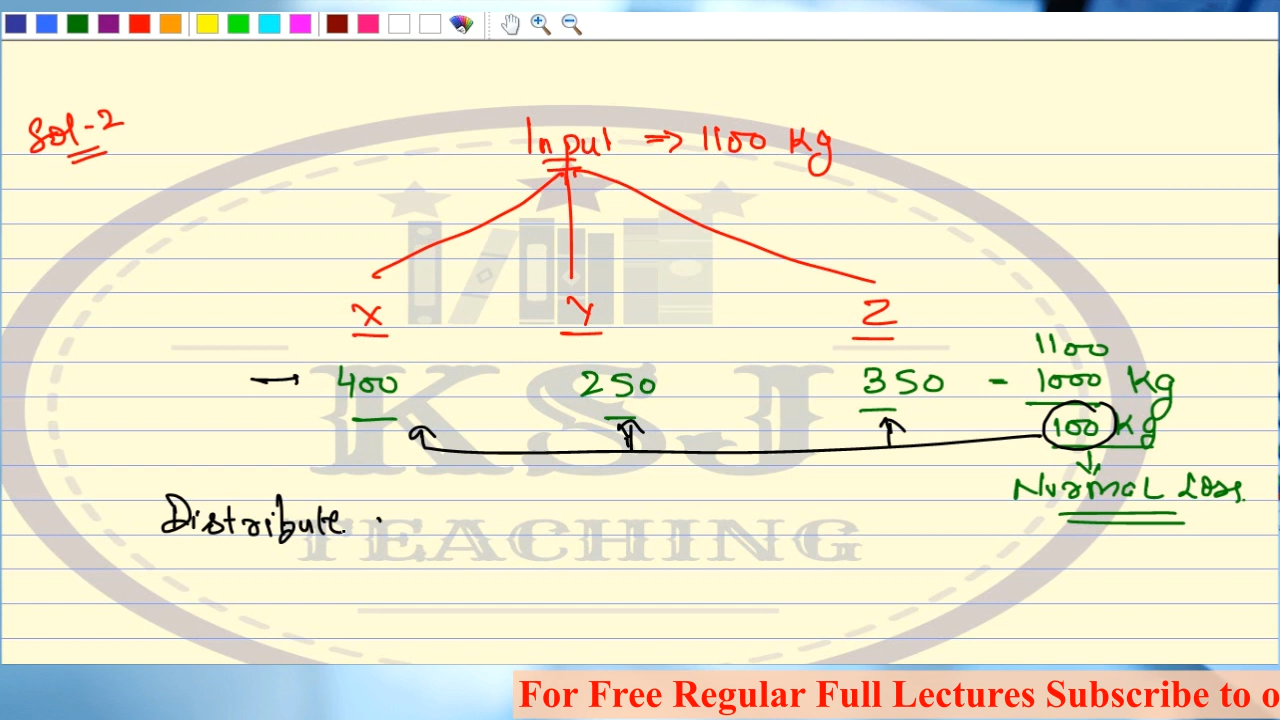 Sol-2
Input => 1100 Kg
X Y Z
1100
400 250 350 - 1000 Kg
100 Kg
Normal Loss
Distribute
KSJ
TEACHING
For Free Regular Full Lectures Subscribe to o